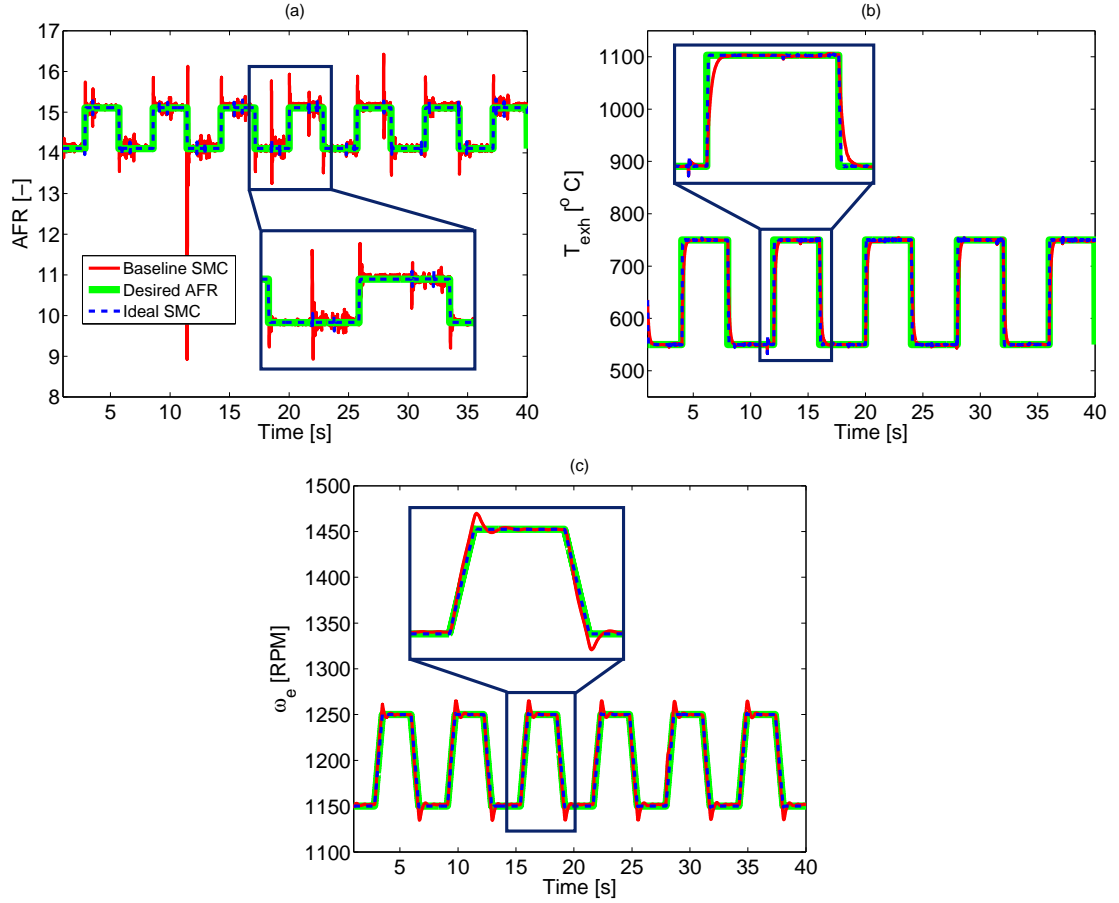 (a)
17
16
15
14
13
12
11
10
9
8
AFR [–]
Baseline SMC
Desired AFR
Ideal SMC
5 10 15 20 25 30 35 40
Time [s]
(b)
1100
1000
900
800
700
600
500
T_exh [° C]
5 10 15 20 25 30 35 40
Time [s]
(c)
1500
1450
1400
1350
1300
1250
1200
1150
1100
ω_e [RPM]
5 10 15 20 25 30 35 40
Time [s]